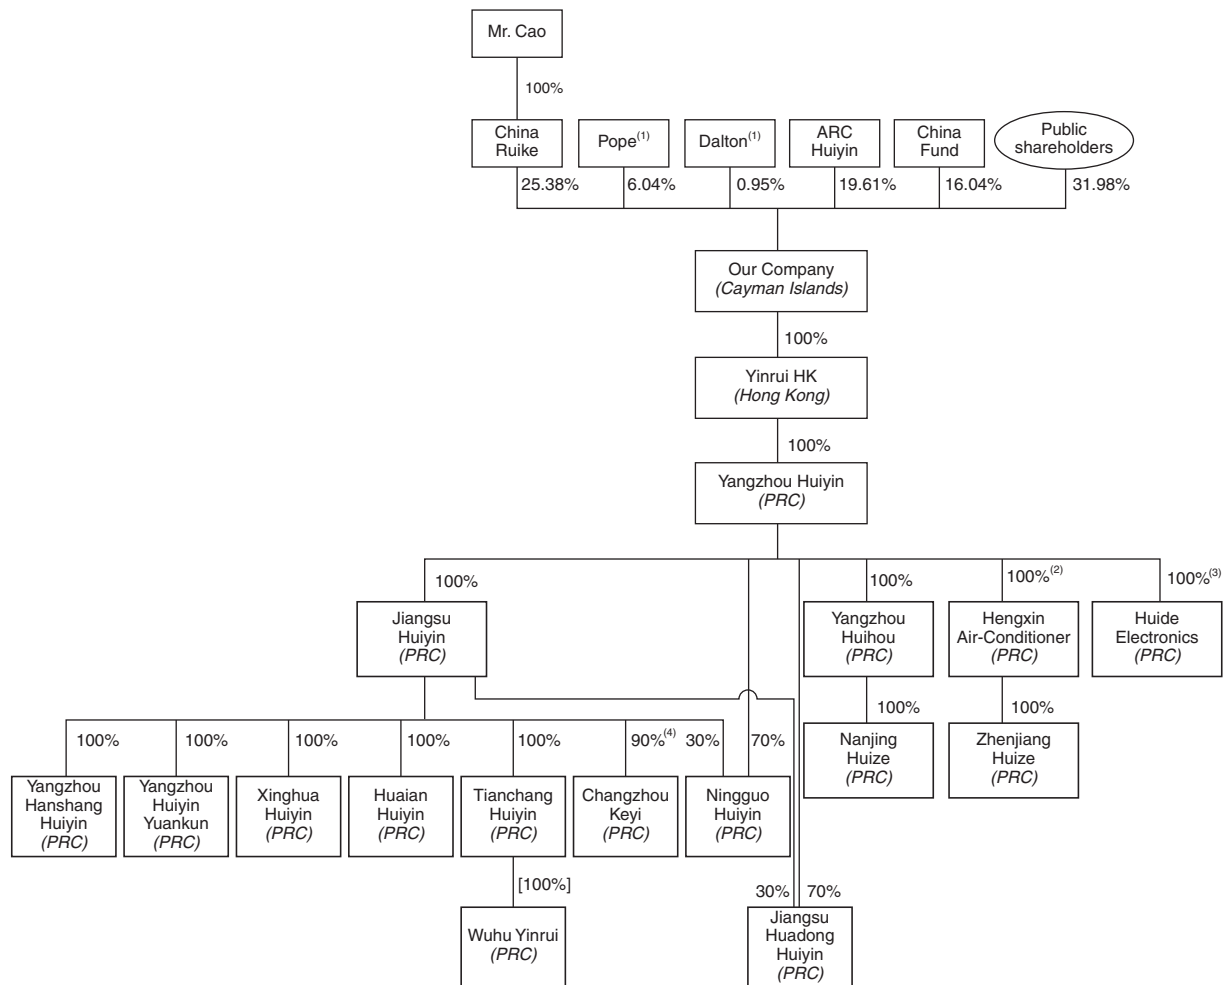 Mr. Cao
100%
China
Ruike
Pope(1)
Dalton(1)
ARC
Huiyin
China
Fund
Public
shareholders
25.38%
6.04%
0.95%
19.61%
16.04%
31.98%
Our Company
(Cayman Islands)
100%
Yinrui HK
(Hong Kong)
100%
Yangzhou Huiyin
(PRC)
100%
100%
100%(2)
100%(3)
Jiangsu
Huiyin
(PRC)
Yangzhou
Huihou
(PRC)
Hengxin
Air-Conditioner
(PRC)
Huide
Electronics
(PRC)
100%
100%
Nanjing
Huize
(PRC)
Zhenjiang
Huize
(PRC)
100%
100%
100%
100%
100%
90%(4)
30%
70%
Yangzhou
Hanshang
Huiyin
(PRC)
Yangzhou
Huiyin
Yuankun
(PRC)
Xinghua
Huiyin
(PRC)
Huaian
Huiyin
(PRC)
Tianchang
Huiyin
(PRC)
Changzhou
Keyi
(PRC)
Ningguo
Huiyin
(PRC)
[100%]
30%
70%
Wuhu Yinrui
(PRC)
Jiangsu
Huadong
Huiyin
(PRC)